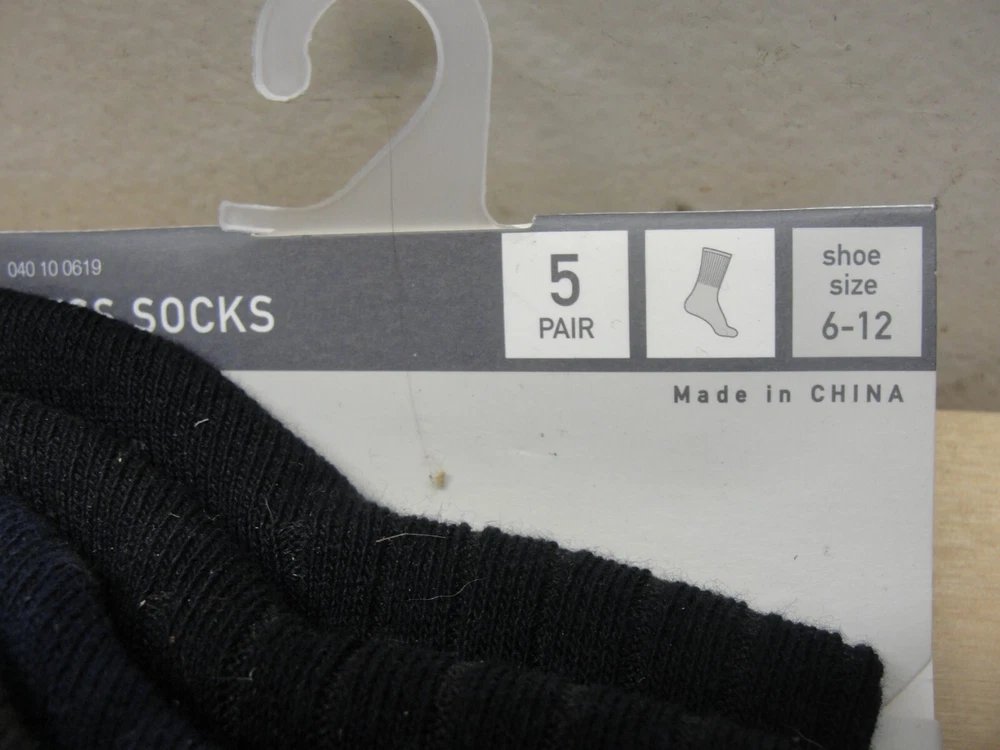 040 10 0619
SOCKS
5
PAIR
shoe
size
6-12
Made in CHINA